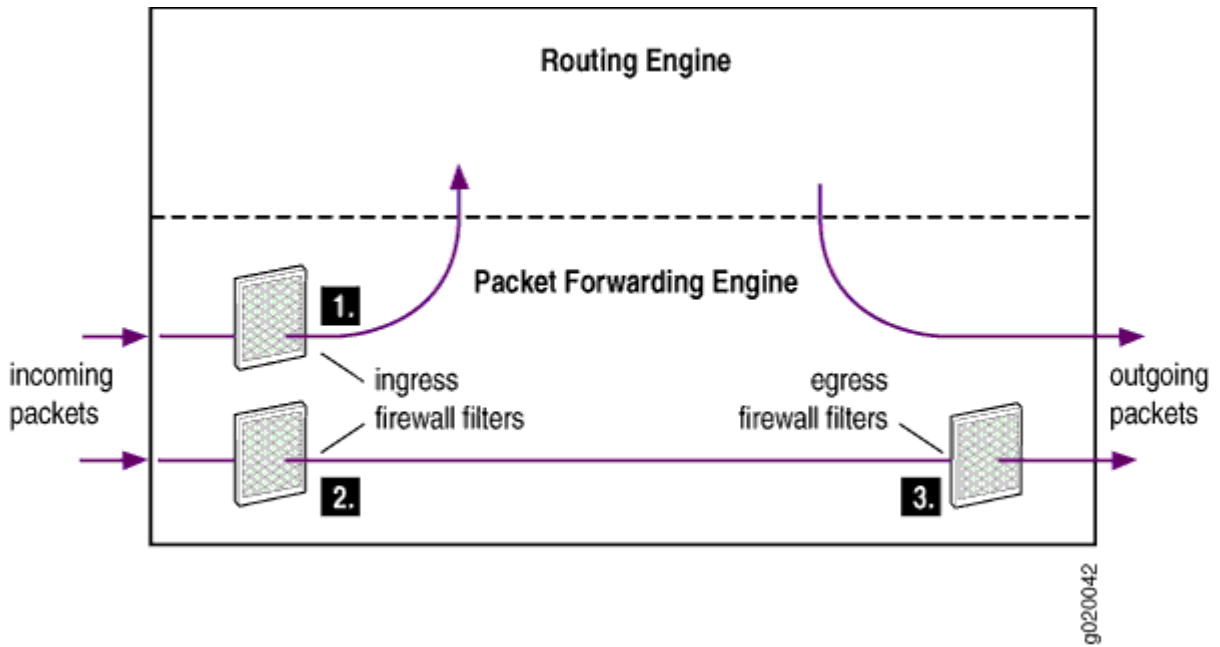 Routing Engine
Packet Forwarding Engine
1.
incoming
packets
ingress
firewall filters
egress
firewall filters
outgoing
packets
2.
3.
g020042